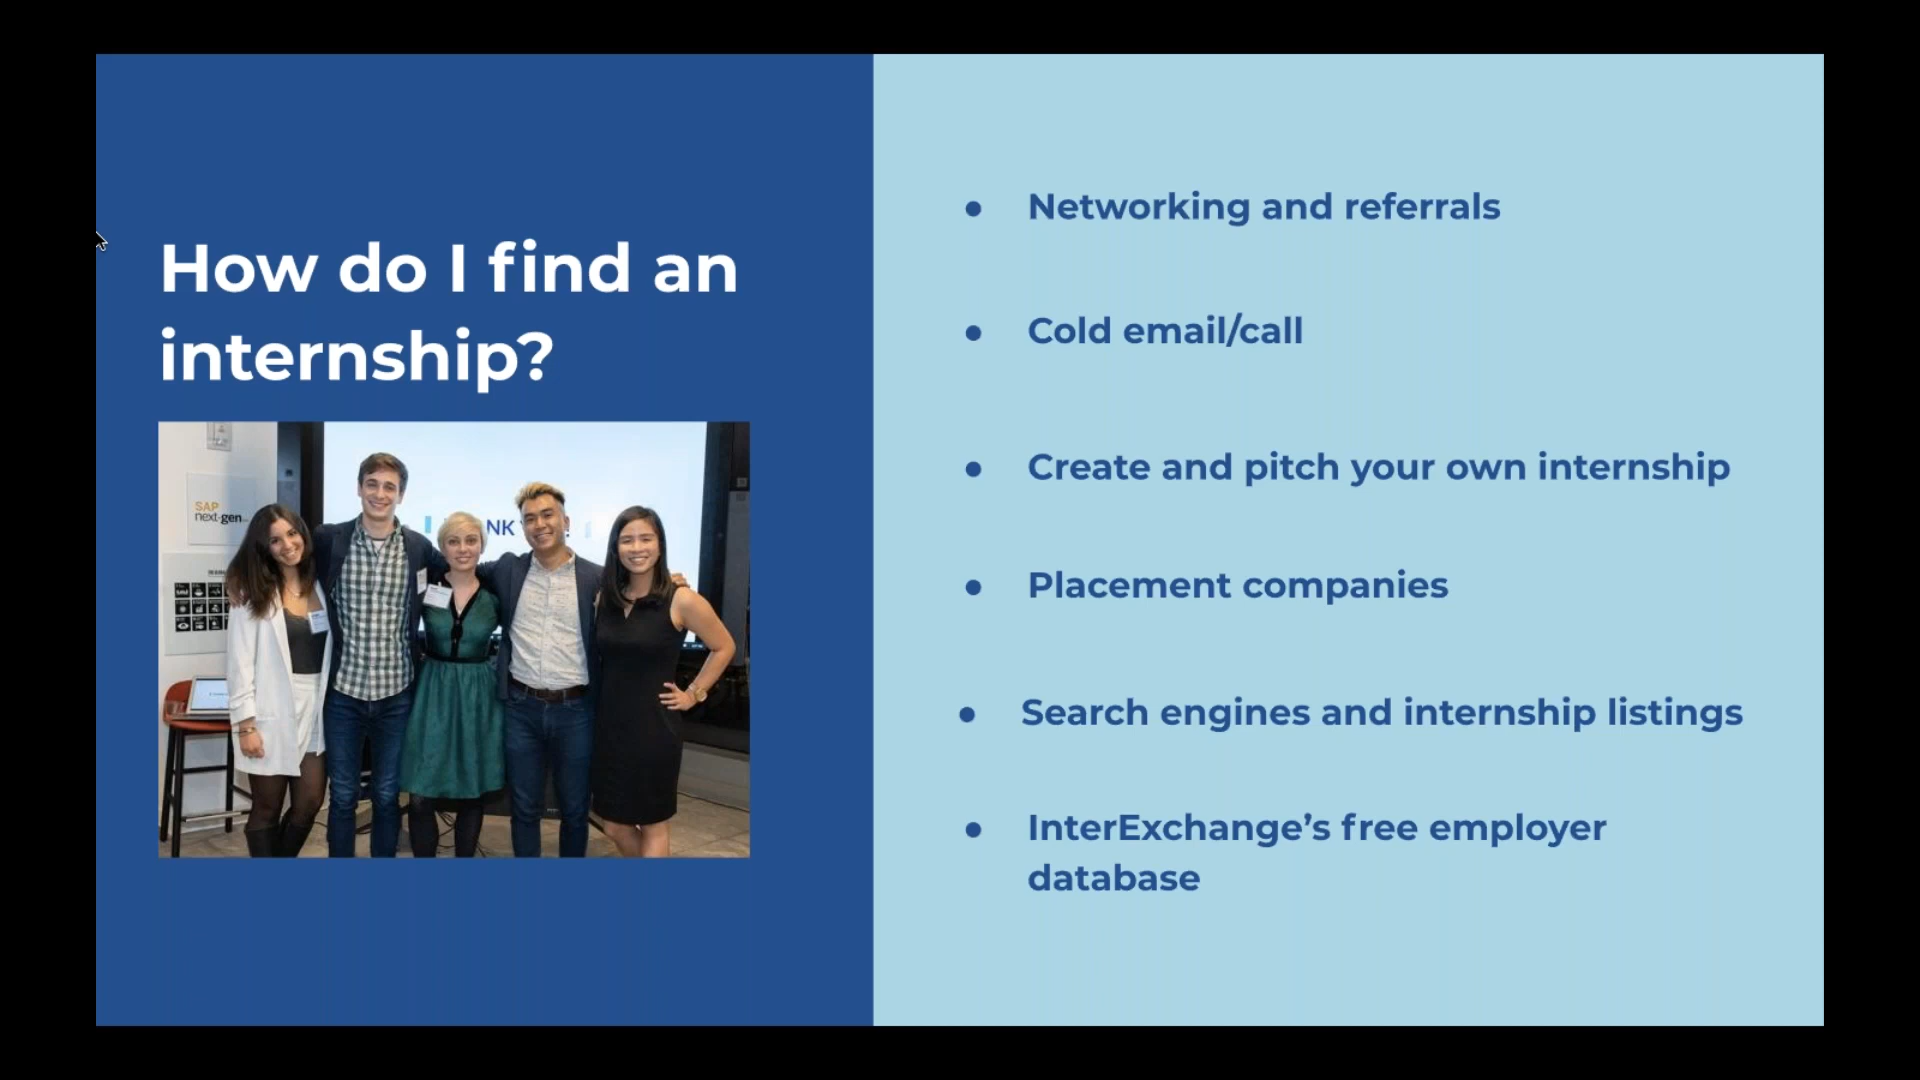 How do I find an
internship?
SAP
next-gen
NK
Networking and referrals
Cold email/call
Create and pitch your own internship
Placement companies
Search engines and internship listings
InterExchange’s free employer
database